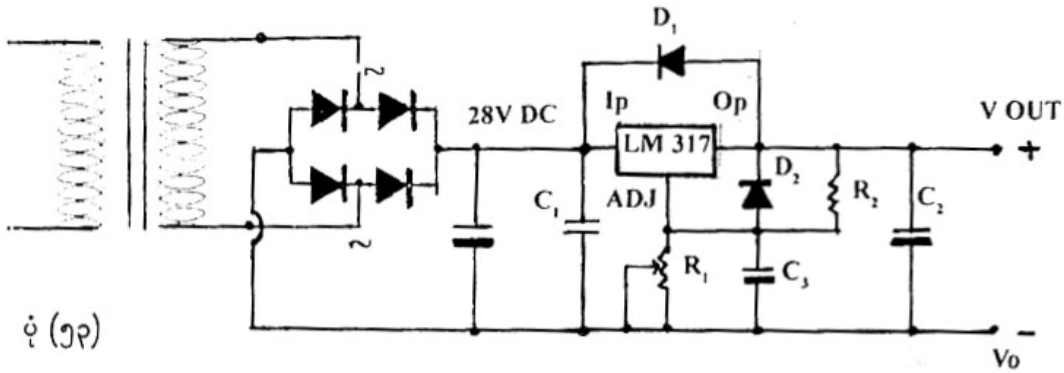 D₁
28V DC
Ip Op
V OUT
LM 317
+
D₂
C₁
ADJ
R₂
C₂
R₁
C₃
ပုံ (၅၃)
-
Vo